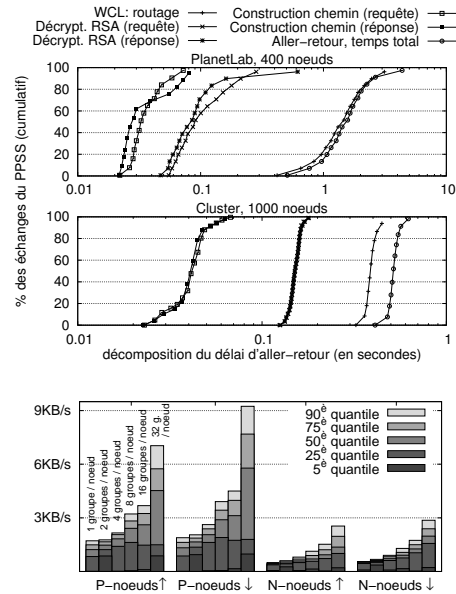 WCL: routage
Construction chemin (requête)
Décrypt. RSA (requête)
Construction chemin (réponse)
Décrypt. RSA (réponse)
Aller-retour, temps total
PlanetLab, 400 noeuds
100
80
60
40
20
0
0.01 0.1 1 10
Cluster, 1000 noeuds
100
80
60
40
20
0
0.01 0.1 1
% des échanges du PPSS (cumulatif)
décomposition du délai d'aller-retour (en secondes)
9KB/s
6KB/s
3KB/s
1 groupe / noeud
2 groupes / noeud
4 groupes / noeud
8 groupes / noeud
16 groupes / noeud
32 g. / noeud
90è quantile
75è quantile
50è quantile
25è quantile
5è quantile
P-noeuds↑ P-noeuds ↓ N-noeuds ↑ N-noeuds ↓